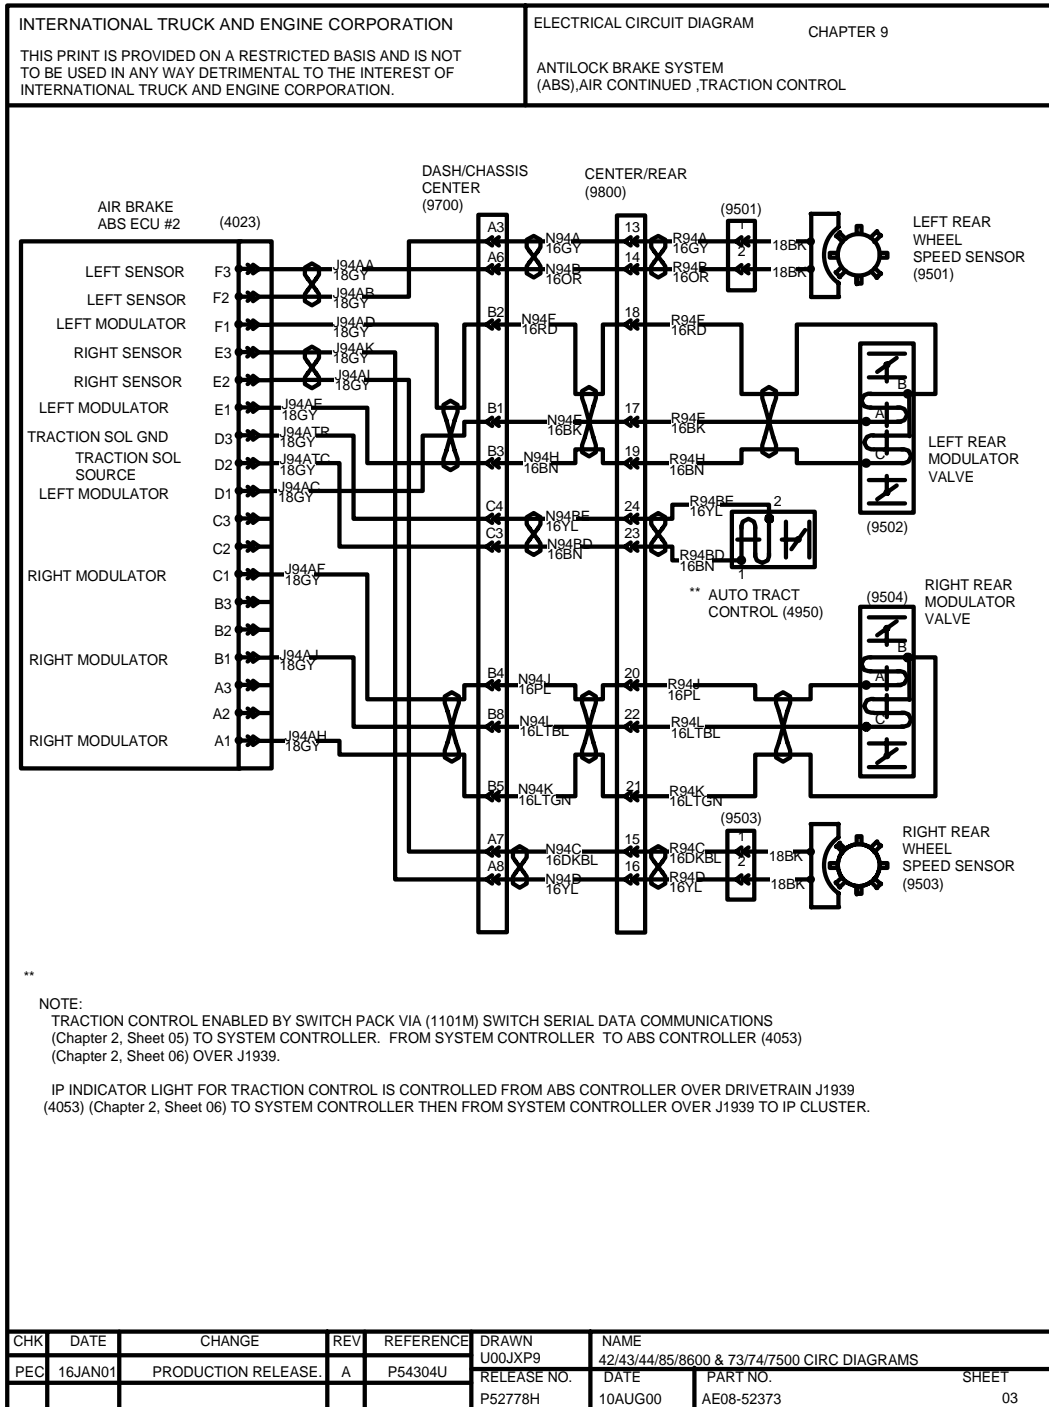 INTERNATIONAL TRUCK AND ENGINE CORPORATION
THIS PRINT IS PROVIDED ON A RESTRICTED BASIS AND IS NOT
TO BE USED IN ANY WAY DETRIMENTAL TO THE INTEREST OF
INTERNATIONAL TRUCK AND ENGINE CORPORATION.
ELECTRICAL CIRCUIT DIAGRAM
CHAPTER 9
ANTILOCK BRAKE SYSTEM
(ABS),AIR CONTINUED ,TRACTION CONTROL
DASH/CHASSIS
CENTER
(9700)
CENTER/REAR
(9800)
AIR BRAKE
ABS ECU #2
(4023)
(9501)
LEFT REAR
WHEEL
SPEED SENSOR
(9501)
LEFT SENSOR F3 J94AA
18GY
LEFT SENSOR F2 J94AB
18GY
LEFT MODULATOR F1 J94AD
18GY
RIGHT SENSOR E3 J94AK
18GY
RIGHT SENSOR E2 J94AL
18GY
LEFT MODULATOR E1 J94AE
18GY
TRACTION SOL GND D3 J94ATR
18GY
TRACTION SOL
SOURCE
D2 J94ATC
18GY
LEFT MODULATOR D1 J94AC
18GY
C3
C2
RIGHT MODULATOR C1 J94AF
18GY
B3
B2
RIGHT MODULATOR B1 J94AJ
18GY
A3
A2
RIGHT MODULATOR A1 J94AH
18GY
A3 N94A
16GY
13 R94A
16GY
1 18BK
A6 N94B
16OR
14 R94B
16OR
2 18BK
B2 N94F
16RD
18 R94F
16RD
B1 N94E
16BK
17 R94E
16BK
B3 N94H
16BN
19 R94H
16BN
B
A
C
LEFT REAR
MODULATOR
VALVE
(9502)
C4 N94BE
16YL
24 R94BE
16YL
2
C3 N94BD
16BN
23 R94BD
16BN
1
** AUTO TRACT
CONTROL (4950)
(9504)
RIGHT REAR
MODULATOR
VALVE
B
A
C
B4 N94J
16PL
20 R94J
16PL
B8 N94L
16LTBL
22 R94L
16LTBL
B5 N94K
16LTGN
21 R94K
16LTGN
(9503)
A7 N94C
16DKBL
15 R94C
16DKBL
1 18BK
A8 N94D
16YL
16 R94D
16YL
2 18BK
RIGHT REAR
WHEEL
SPEED SENSOR
(9503)
**
NOTE:
TRACTION CONTROL ENABLED BY SWITCH PACK VIA (1101M) SWITCH SERIAL DATA COMMUNICATIONS
(Chapter 2, Sheet 05) TO SYSTEM CONTROLLER. FROM SYSTEM CONTROLLER TO ABS CONTROLLER (4053)
(Chapter 2, Sheet 06) OVER J1939.
IP INDICATOR LIGHT FOR TRACTION CONTROL IS CONTROLLED FROM ABS CONTROLLER OVER DRIVETRAIN J1939
(4053) (Chapter 2, Sheet 06) TO SYSTEM CONTROLLER THEN FROM SYSTEM CONTROLLER OVER J1939 TO IP CLUSTER.
CHK DATE CHANGE REV REFERENCE
PEC 16JAN01 PRODUCTION RELEASE. A P54304U
DRAWN
U00JXP9
NAME
42/43/44/85/8600 & 73/74/7500 CIRC DIAGRAMS
RELEASE NO.
P52778H
DATE
10AUG00
PART NO.
AE08-52373
SHEET
03